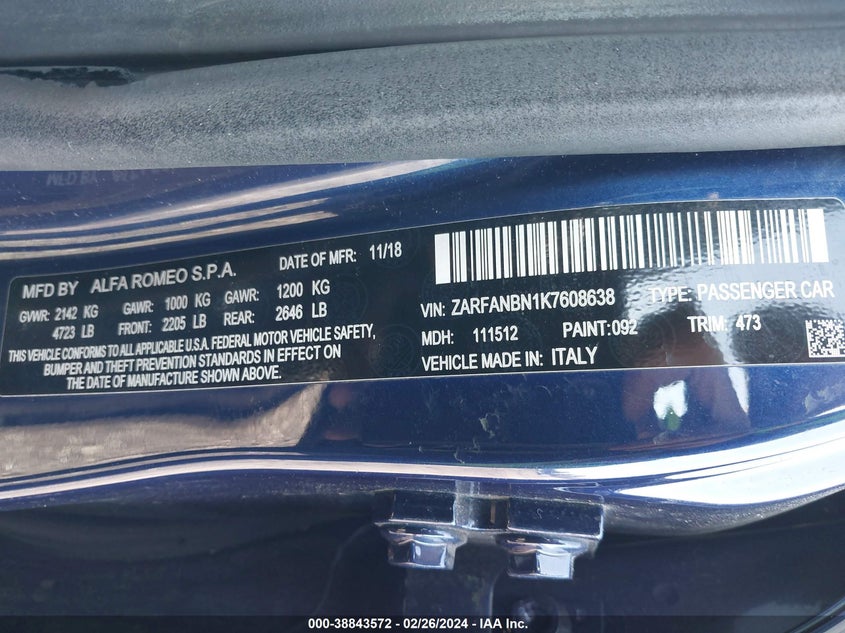 MFD BY ALFA ROMEO S.P.A. DATE OF MFR: 11/18
GVWR: 2142 KG GAWR: 1000 KG GAWR: 1200 KG
4723 LB FRONT: 2205 LB REAR: 2646 LB
THIS VEHICLE CONFORMS TO ALL APPLICABLE U.S.A. FEDERAL MOTOR VEHICLE SAFETY,
BUMPER AND THEFT PREVENTION STANDARDS IN EFFECT ON
THE DATE OF MANUFACTURE SHOWN ABOVE.
VIN: ZARFANBN1K7608638 TYPE: PASSENGER CAR
MDH: 111512 PAINT:092 TRIM: 473
VEHICLE MADE IN: ITALY
000-38843572 - 02/26/2024 - IAA Inc.